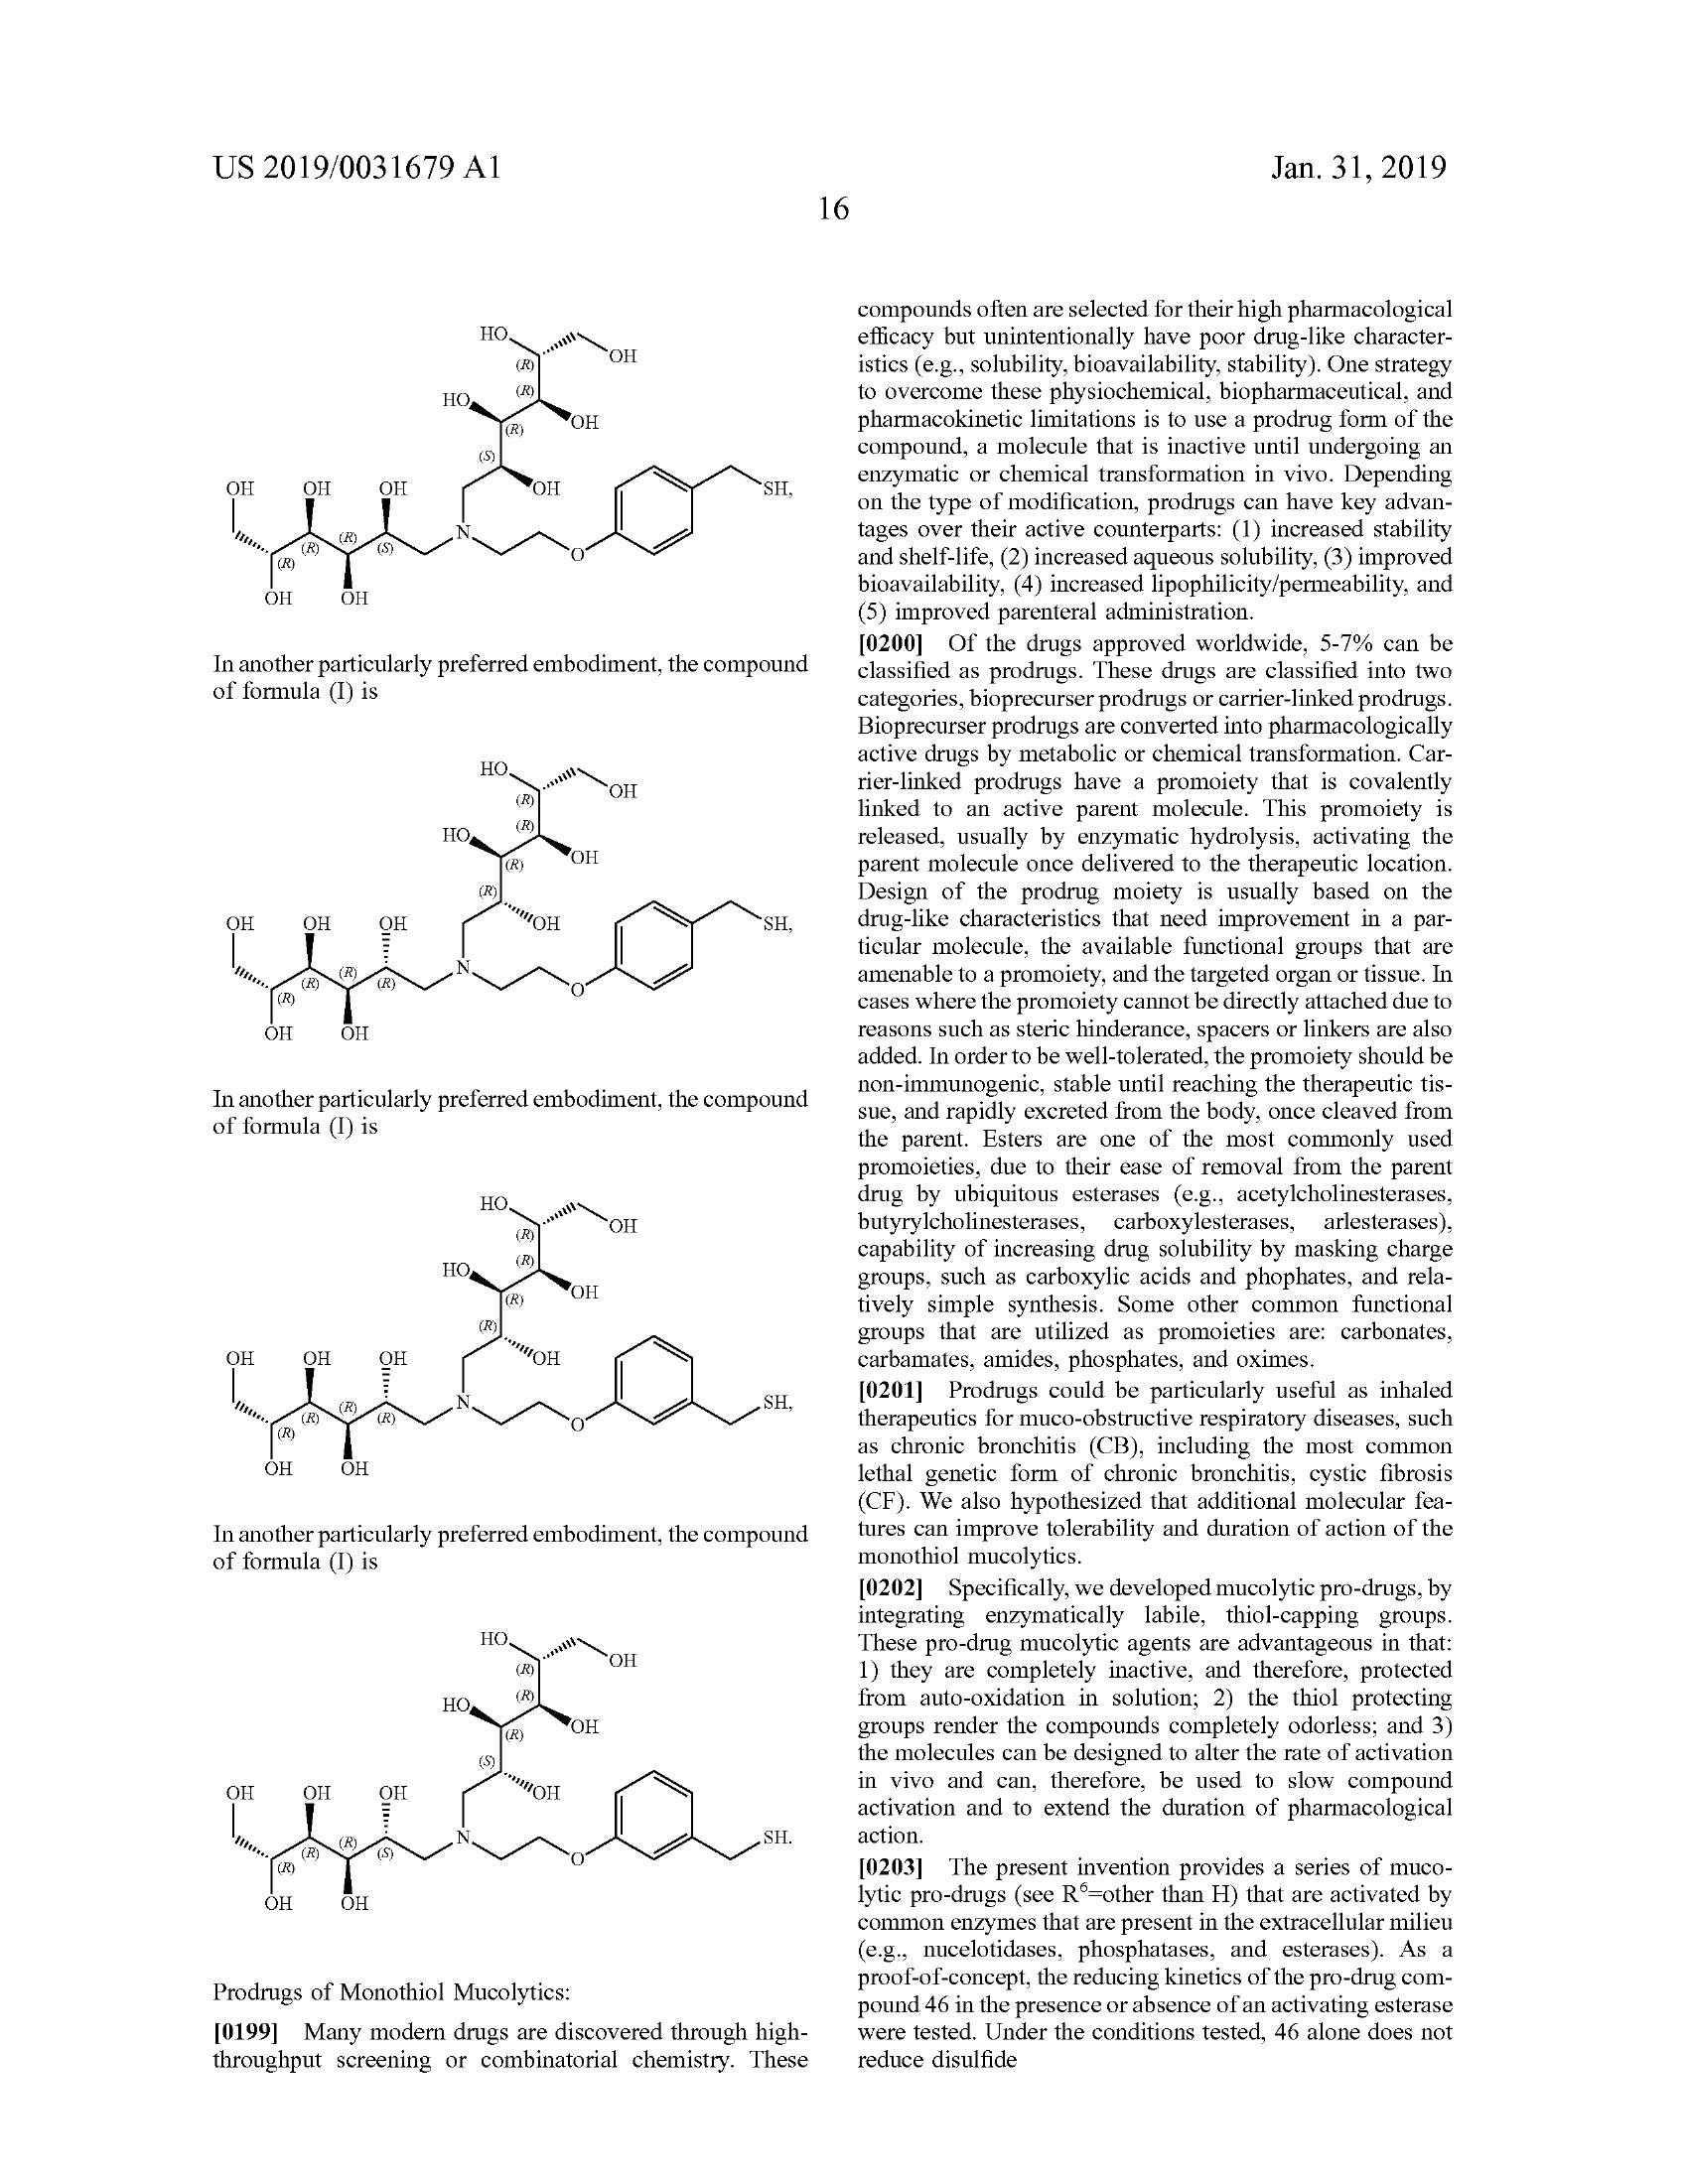 US 2019/0031679 A1
Jan. 31, 2019
16
HO
OH
(R)
(R)
HO
OH
(R)
(S)
OH
OH
OH
OH
SH,
N
(R)
(R)
(S)
(R)
O
OH
OH
In another particularly preferred embodiment, the compound
of formula (I) is
HO
OH
(R)
(R)
HO
OH
(R)
(R)
OH
OH
OH
OH
SH,
N
(R)
(R)
(R)
(R)
O
OH
OH
In another particularly preferred embodiment, the compound
of formula (I) is
HO
OH
(R)
(R)
HO
OH
(R)
(R)
OH
OH
OH
OH
SH,
N
(R)
(R)
(R)
(R)
O
OH
OH
In another particularly preferred embodiment, the compound
of formula (I) is
HO
OH
(R)
(R)
HO
OH
(R)
(S)
OH
OH
OH
OH
SH.
N
(R)
(R)
(S)
(R)
O
OH
OH
Prodrugs of Monothiol Mucolytics:
[0199] Many modern drugs are discovered through high-
throughput screening or combinatorial chemistry. These
compounds often are selected for their high pharmacological
efficacy but unintentionally have poor drug-like character-
istics (e.g., solubility, bioavailability, stability). One strategy
to overcome these physiochemical, biopharmaceutical, and
pharmacokinetic limitations is to use a prodrug form of the
compound, a molecule that is inactive until undergoing an
enzymatic or chemical transformation in vivo. Depending
on the type of modification, prodrugs can have key advan-
tages over their active counterparts: (1) increased stability
and shelf-life, (2) increased aqueous solubility, (3) improved
bioavailability, (4) increased lipophilicity/permeability, and
(5) improved parenteral administration.
[0200] Of the drugs approved worldwide, 5-7% can be
classified as prodrugs. These drugs are classified into two
categories, bioprecurser prodrugs or carrier-linked prodrugs.
Bioprecurser prodrugs are converted into pharmacologically
active drugs by metabolic or chemical transformation. Car-
rier-linked prodrugs have a promoiety that is covalently
linked to an active parent molecule. This promoiety is
released, usually by enzymatic hydrolysis, activating the
parent molecule once delivered to the therapeutic location.
Design of the prodrug moiety is usually based on the
drug-like characteristics that need improvement in a par-
ticular molecule, the available functional groups that are
amenable to a promoiety, and the targeted organ or tissue. In
cases where the promoiety cannot be directly attached due to
reasons such as steric hinderance, spacers or linkers are also
added. In order to be well-tolerated, the promoiety should be
non-immunogenic, stable until reaching the therapeutic tis-
sue, and rapidly excreted from the body, once cleaved from
the parent. Esters are one of the most commonly used
promoieties, due to their ease of removal from the parent
drug by ubiquitous esterases (e.g., acetylcholinesterases,
butyrylcholinesterases, carboxylesterases, arlesterases),
capability of increasing drug solubility by masking charge
groups, such as carboxylic acids and phophates, and rela-
tively simple synthesis. Some other common functional
groups that are utilized as promoieties are: carbonates,
carbamates, amides, phosphates, and oximes.
[0201] Prodrugs could be particularly useful as inhaled
therapeutics for muco-obstructive respiratory diseases, such
as chronic bronchitis (CB), including the most common
lethal genetic form of chronic bronchitis, cystic fibrosis
(CF). We also hypothesized that additional molecular fea-
tures can improve tolerability and duration of action of the
monothiol mucolytics.
[0202] Specifically, we developed mucolytic pro-drugs, by
integrating enzymatically labile, thiol-capping groups.
These pro-drug mucolytic agents are advantageous in that:
1) they are completely inactive, and therefore, protected
from auto-oxidation in solution; 2) the thiol protecting
groups render the compounds completely odorless; and 3)
the molecules can be designed to alter the rate of activation
in vivo and can, therefore, be used to slow compound
activation and to extend the duration of pharmacological
action.
[0203] The present invention provides a series of muco-
lytic pro-drugs (see R⁶=other than H) that are activated by
common enzymes that are present in the extracellular milieu
(e.g., nucelotidases, phosphatases, and esterases). As a
proof-of-concept, the reducing kinetics of the pro-drug com-
pound 46 in the presence or absence of an activating esterase
were tested. Under the conditions tested, 46 alone does not
reduce disulfide